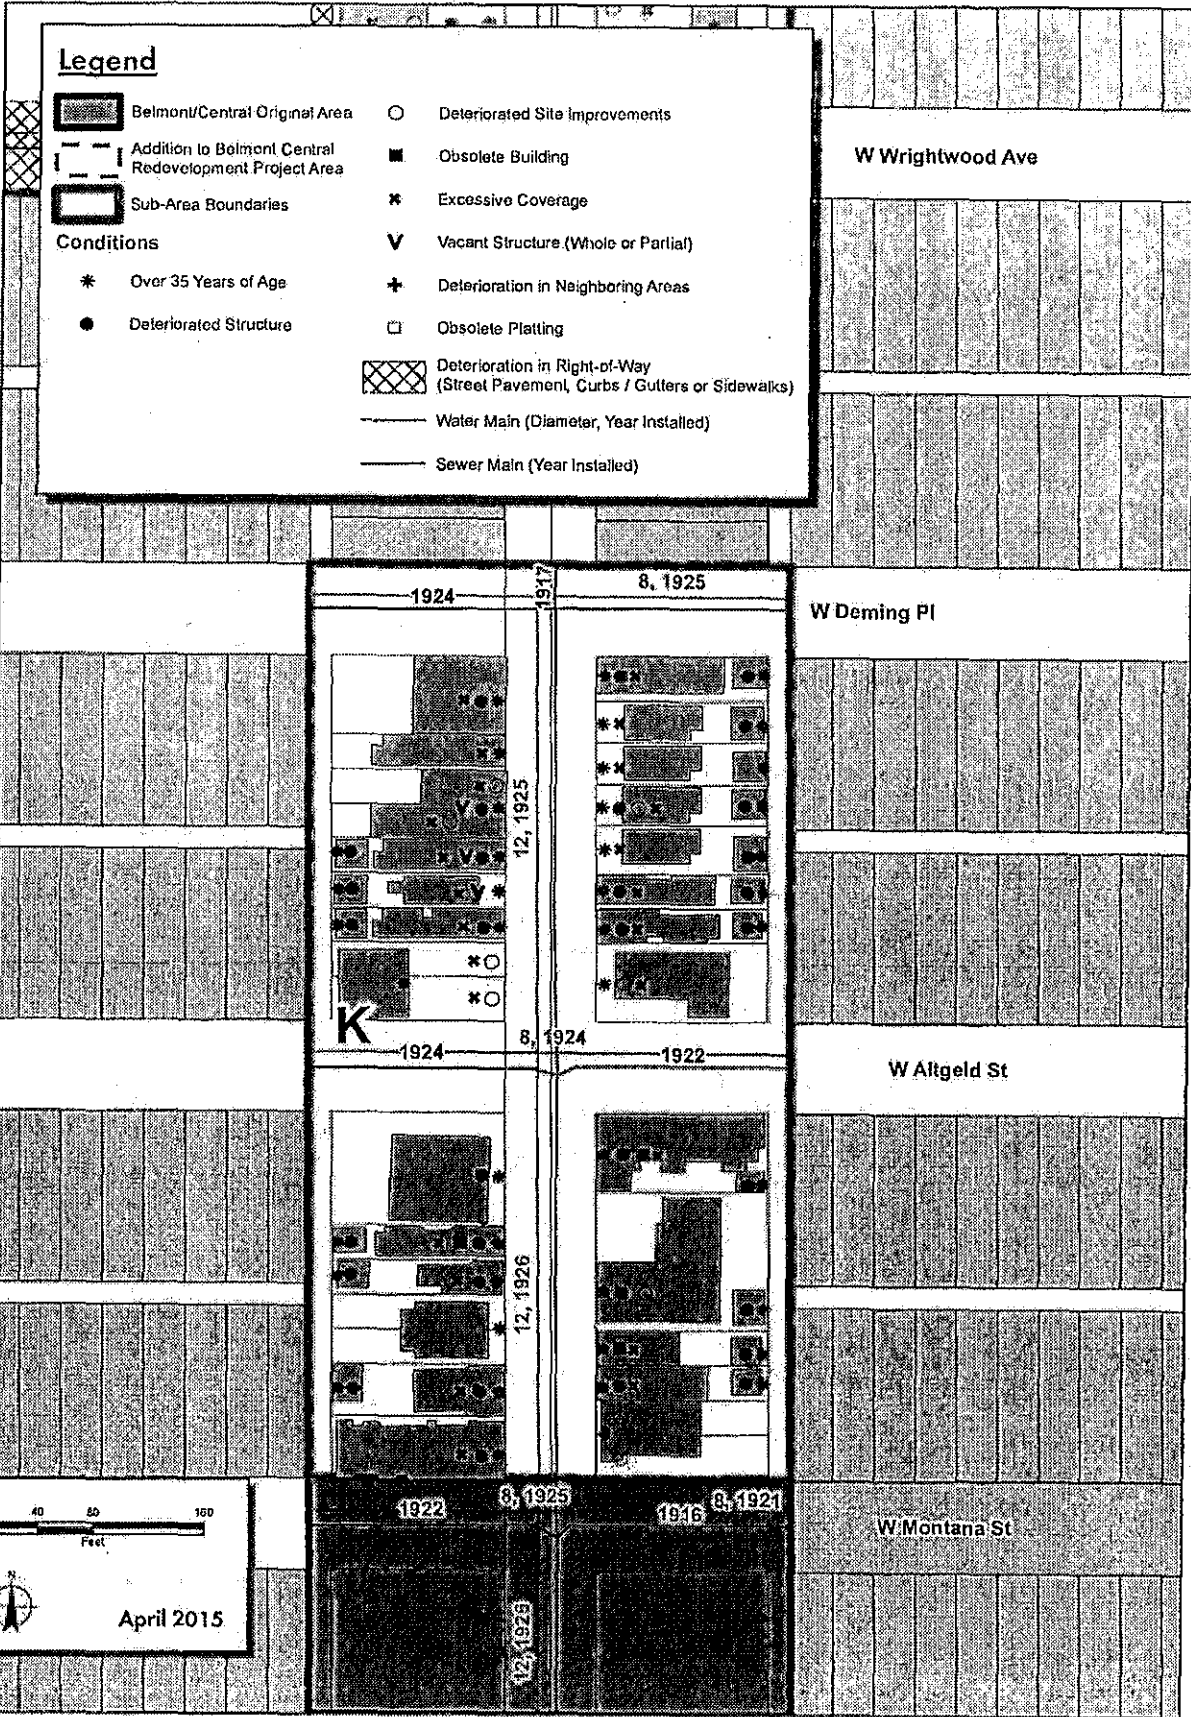 Legend
Belmont/Central Original Area
Addition to Belmont Central
Redevelopment Project Area
Sub-Area Boundaries
Conditions
Over 35 Years of Age
Deteriorated Structure
Deteriorated Site Improvements
Obsolete Building
Excessive Coverage
V Vacant Structure (Whole or Partial)
Deterioration in Neighboring Areas
Obsolete Platting
Deterioration in Right-of-Way
(Street Pavement, Curbs / Gutters or Sidewalks)
Water Main (Diameter, Year Installed)
Sewer Main (Year Installed)
W Wrightwood Ave
1924
1917
8, 1925
W Deming Pl
12, 1925
V
V
V
K
8, 1924
1924
1922
W Altgeld St
12, 1926
1922
8, 1925
1916
8, 1921
W Montana St
12, 1926
40 80 160
Feet
N
April 2015